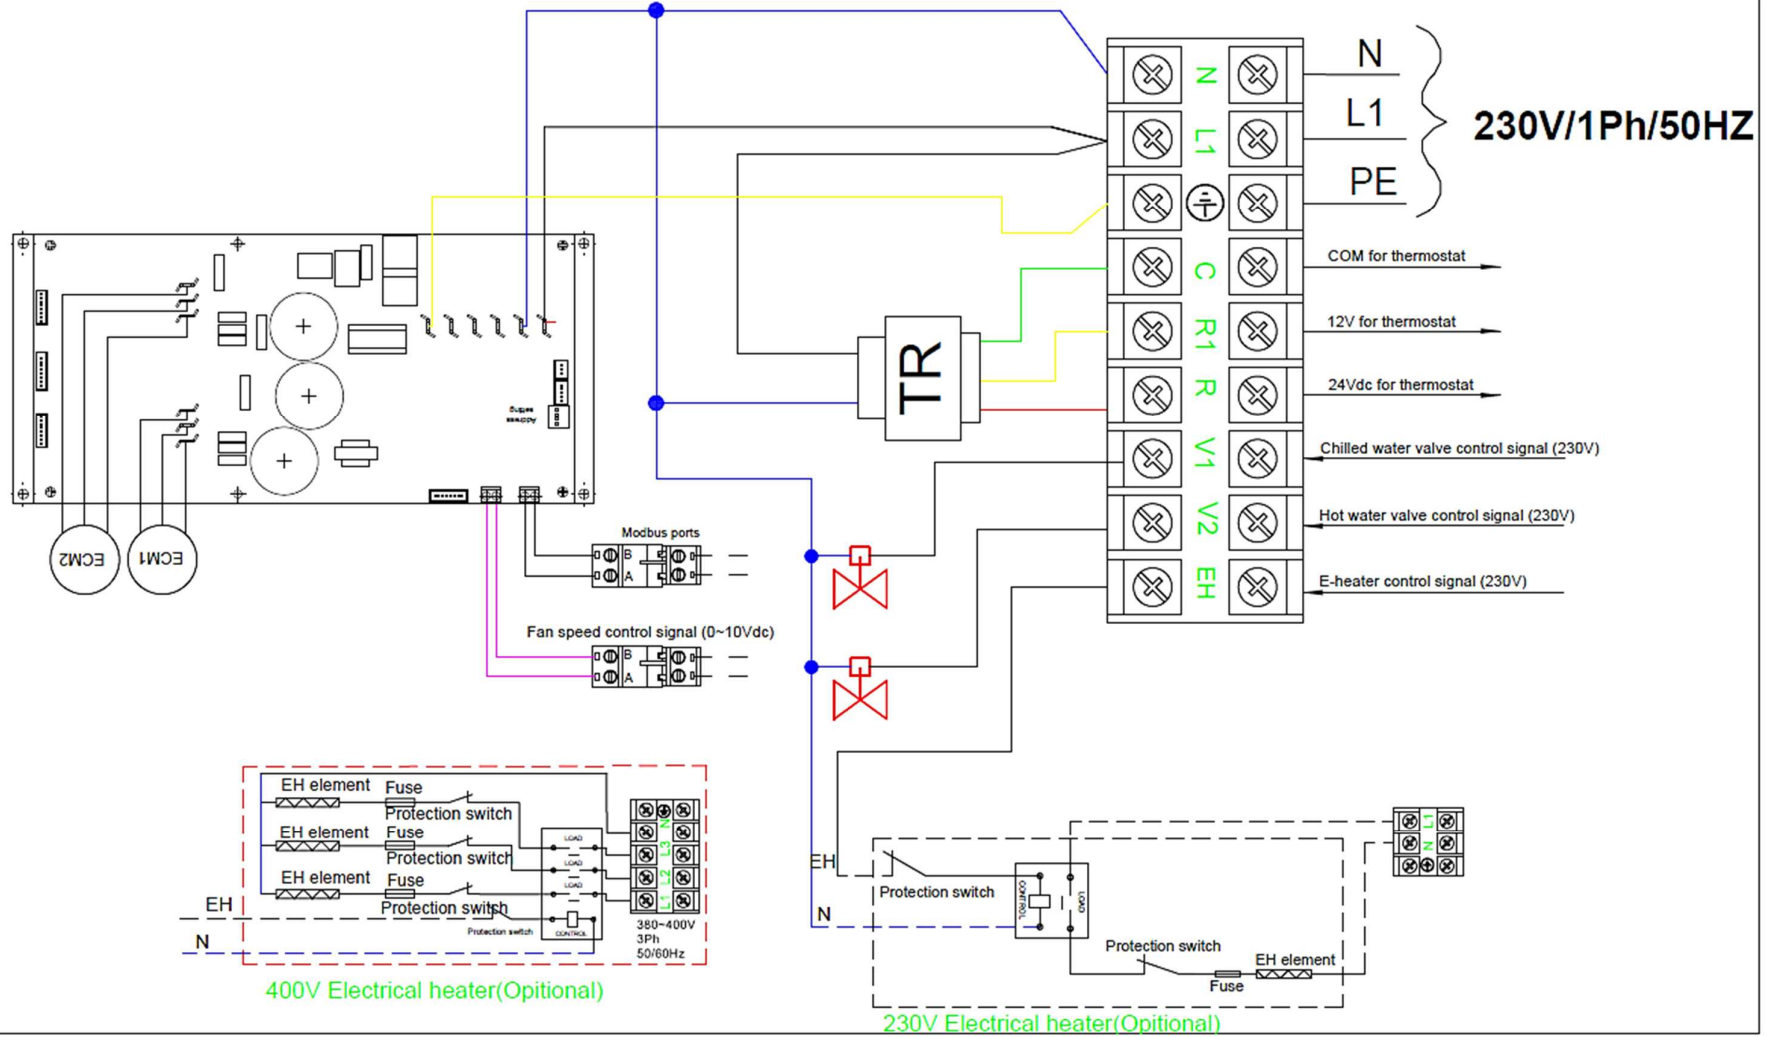 N
L1
PE
230V/1Ph/50HZ
N
L1
C
R1
R
V1
V2
EH
COM for thermostat
12V for thermostat
24Vdc for thermostat
Chilled water valve control signal (230V)
Hot water valve control signal (230V)
E-heater control signal (230V)
TR
Address
setting
ECM2
ECM1
Modbus ports
B
A
Fan speed control signal (0~10Vdc)
B
A
EH element
Fuse
Protection switch
EH element
Fuse
Protection switch
EH element
Fuse
Protection switch
EH
N
Protection switch
LOAD
LOAD
LOAD
CONTROL
N
L3
L2
L1
380~400V
3Ph
50/60Hz
400V Electrical heater(Opitional)
EH
N
Protection switch
CONTROL
LOAD
Protection switch
Fuse
EH element
L1
N
230V Electrical heater(Opitional)